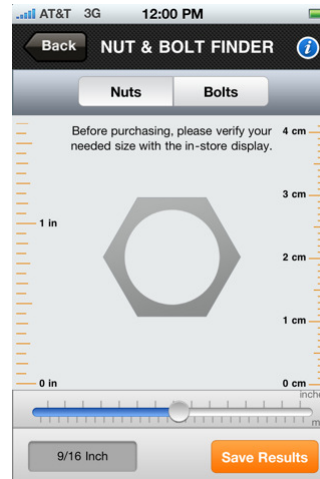 AT&T 3G 12:00 PM
Back NUT & BOLT FINDER i
Nuts Bolts
Before purchasing, please verify your
needed size with the in-store display.
4 cm
3 cm
1 in
2 cm
1 cm
0 in 0 cm
9/16 Inch Save Results